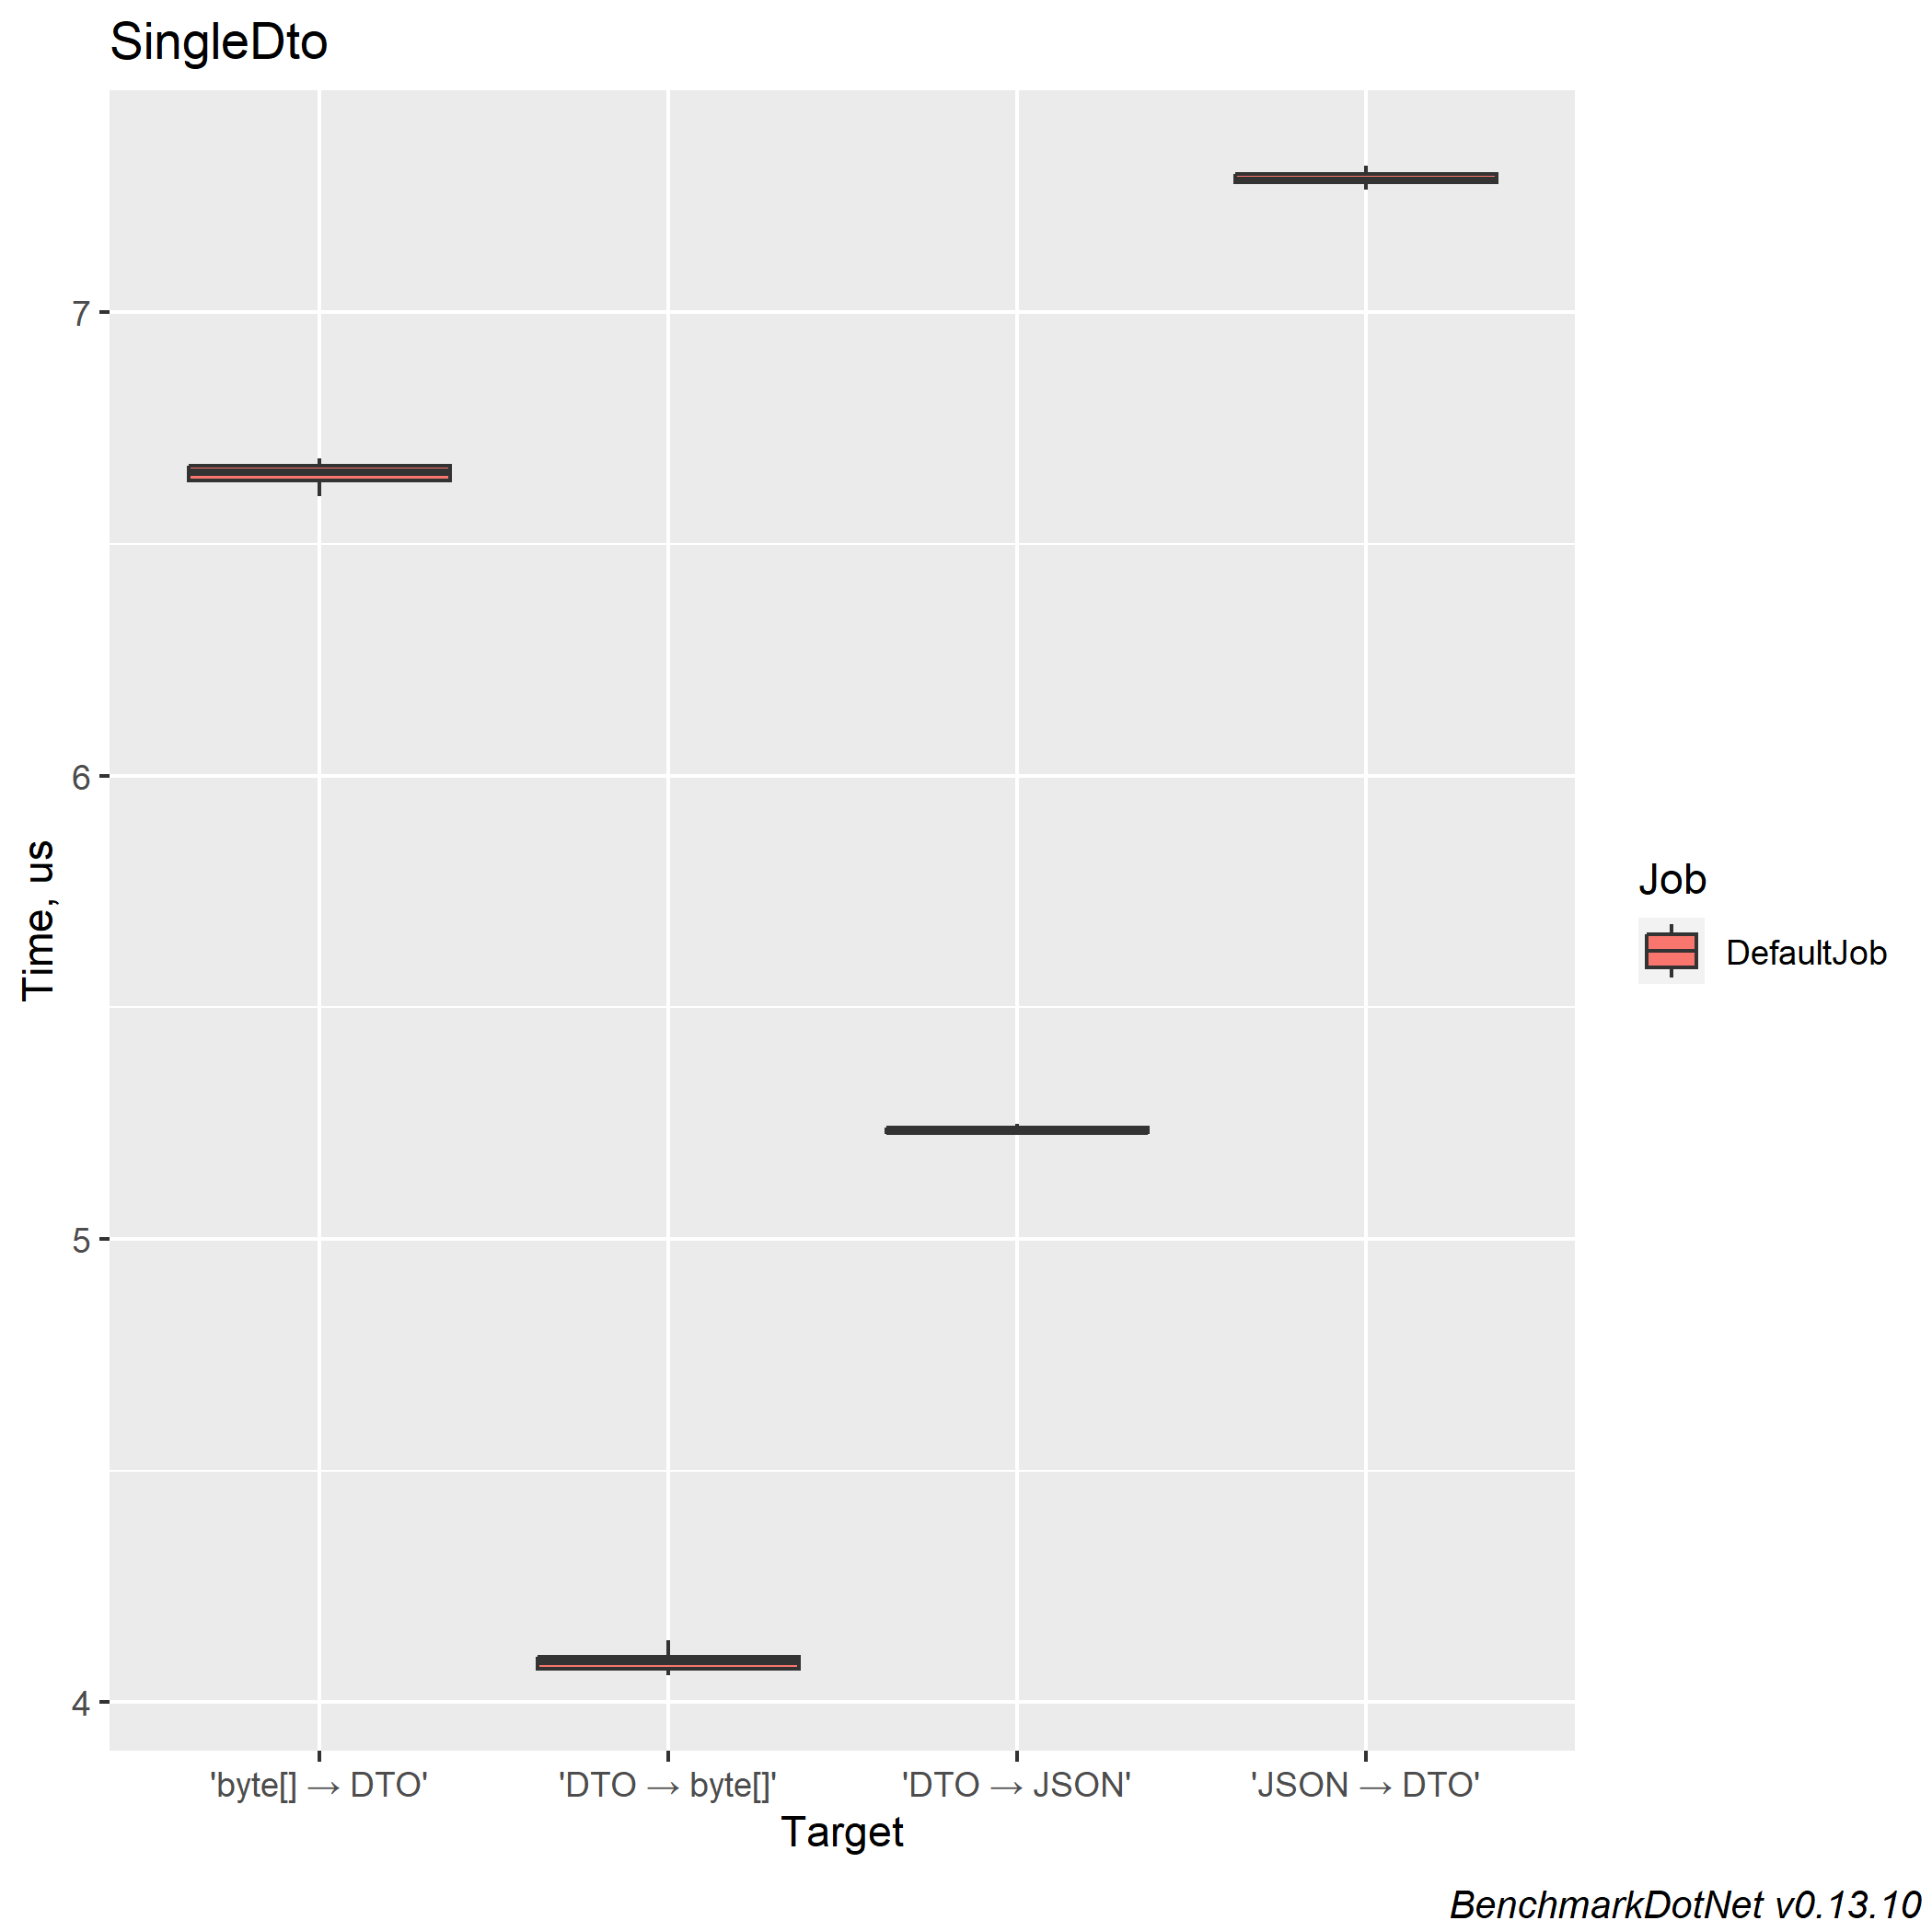 SingleDto
Time, us
7
6
5
4
'byte[] → DTO'
'DTO → byte[]'
'DTO → JSON'
'JSON → DTO'
Target
Job
DefaultJob
BenchmarkDotNet v0.13.10